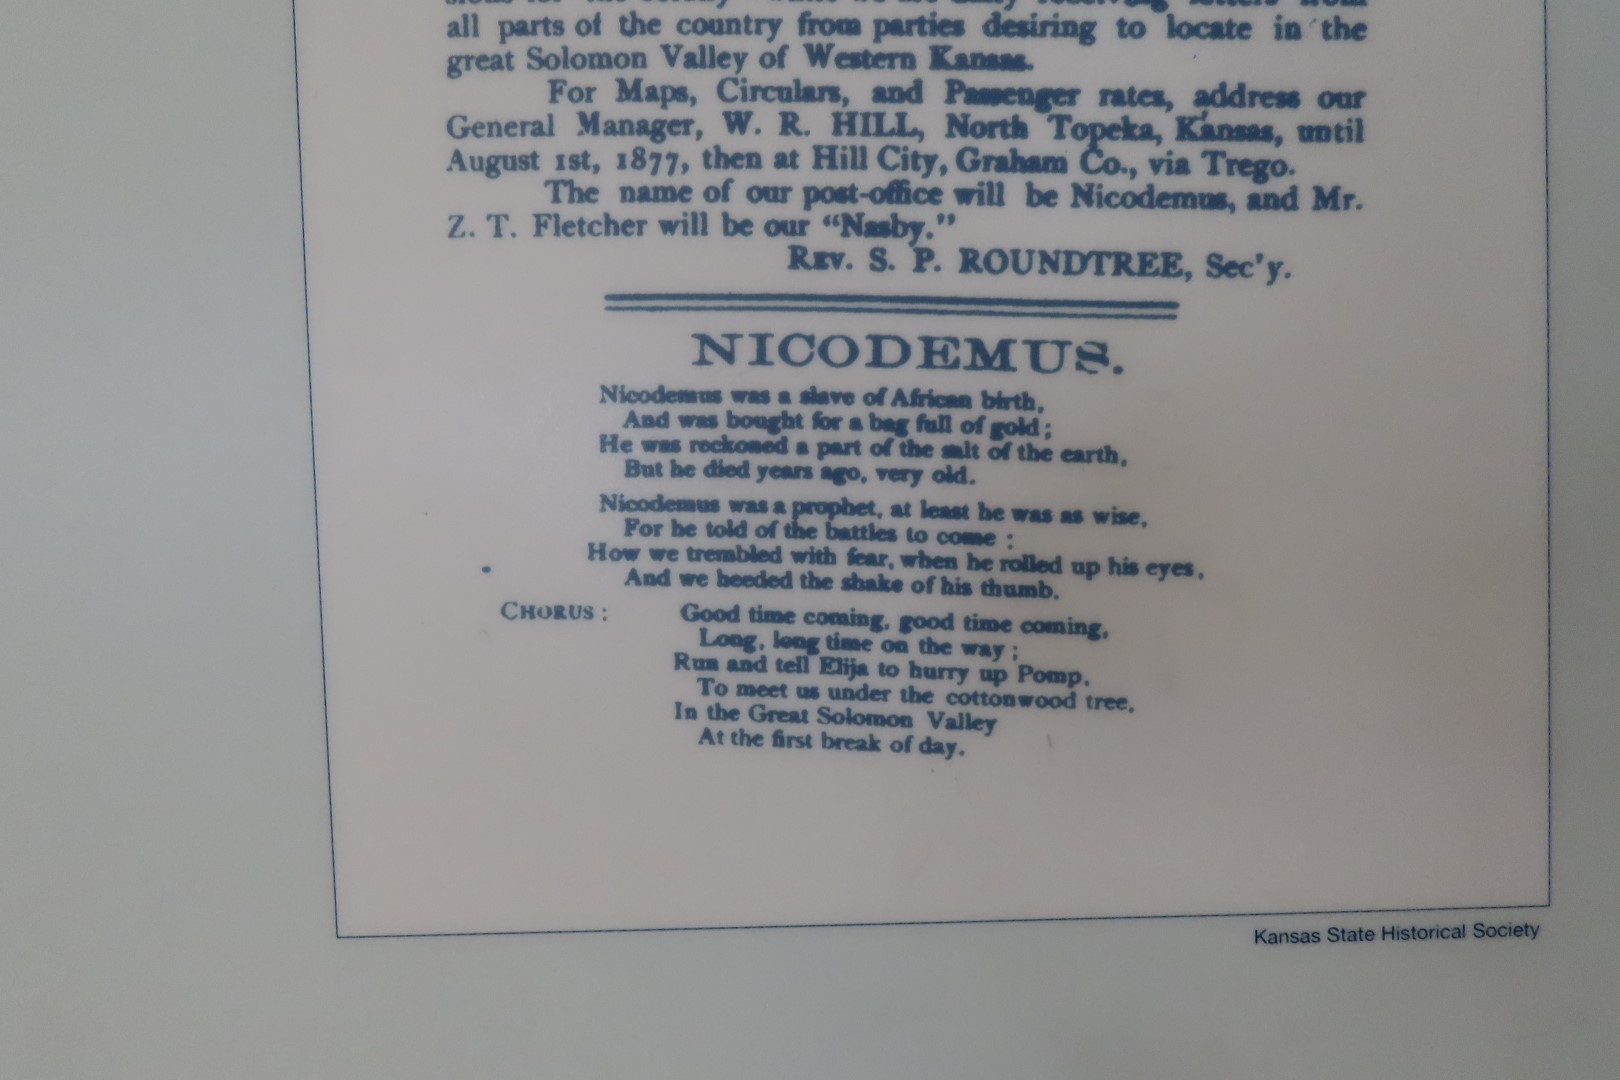 all parts of the country from parties desiring to locate in the
great Solomon Valley of Western Kansas.
For Maps, Circulars, and Passenger rates, address our
General Manager, W. R. HILL, North Topeka, Kansas, until
August 1st, 1877, then at Hill City, Graham Co., via Trego.
The name of our post-office will be Nicodemus, and Mr.
Z. T. Fletcher will be our “Nasby.”
REV. S. P. ROUNDTREE, Sec'y.
NICODEMUS.
Nicodemus was a slave of African birth,
And was bought for a bag full of gold;
He was reckoned a part of the salt of the earth,
But he died years ago, very old.
Nicodemus was a prophet, at least he was as wise,
For he told of the battles to come:
How we trembled with fear, when he rolled up his eyes,
And we heeded the shake of his thumb.
CHORUS: Good time coming, good time coming,
Long, long time on the way;
Run and tell Elija to hurry up Pomp,
To meet us under the cottonwood tree,
In the Great Solomon Valley
At the first break of day.
Kansas State Historical Society